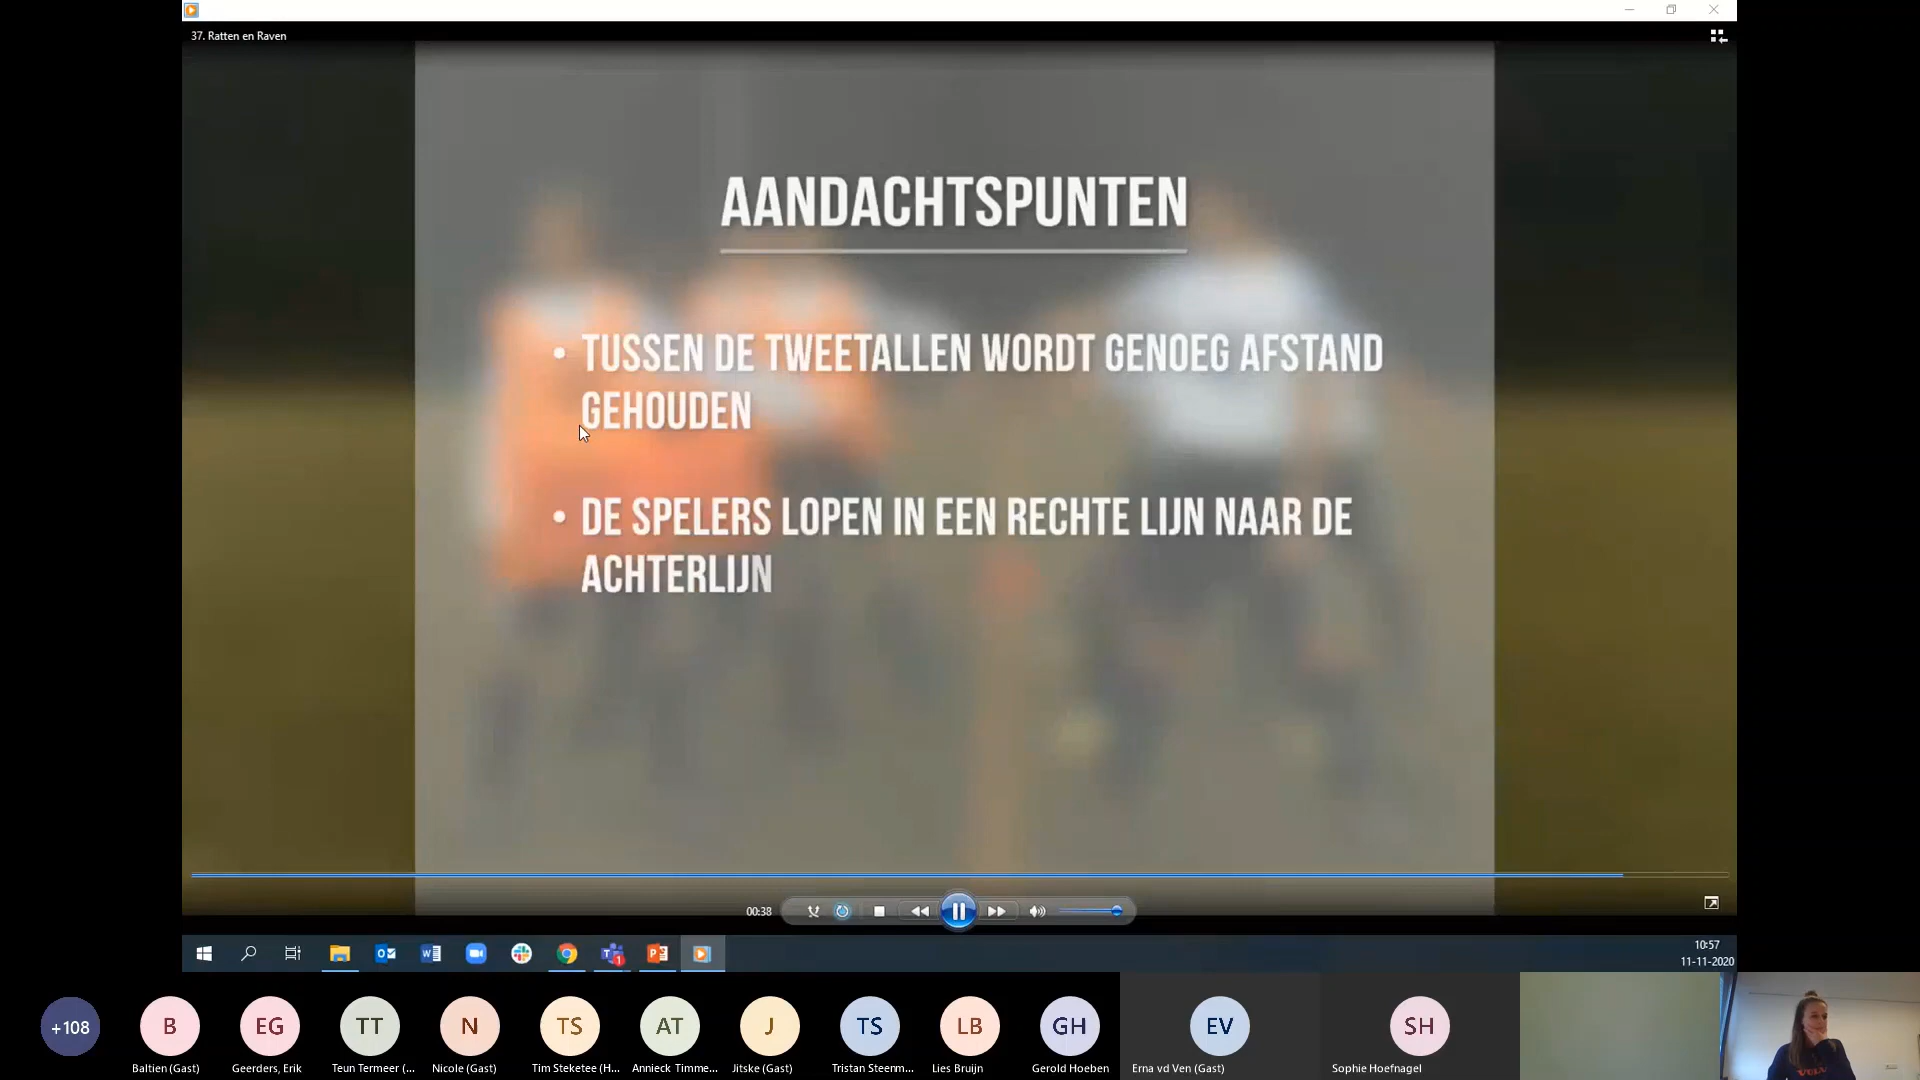 37. Ratten en Raven
AANDACHTSPUNTEN
• TUSSEN DE TWEETALLEN WORDT GENOEG AFSTAND
GEHOUDEN
• DE SPELERS LOPEN IN EEN RECHTE LIJN NAAR DE
ACHTERLIJN
00:38
10:57
11-11-2020
+108
B
EG
TT
N
TS
AT
J
TS
LB
GH
EV
SH
Baltien (Gast)
Geerders, Erik
Teun Termeer (...
Nicole (Gast)
Tim Steketee (H...
Annieck Timme...
Jitske (Gast)
Tristan Steenm...
Lies Bruijn
Gerold Hoeben
Erna vd Ven (Gast)
Sophie Hoefnagel